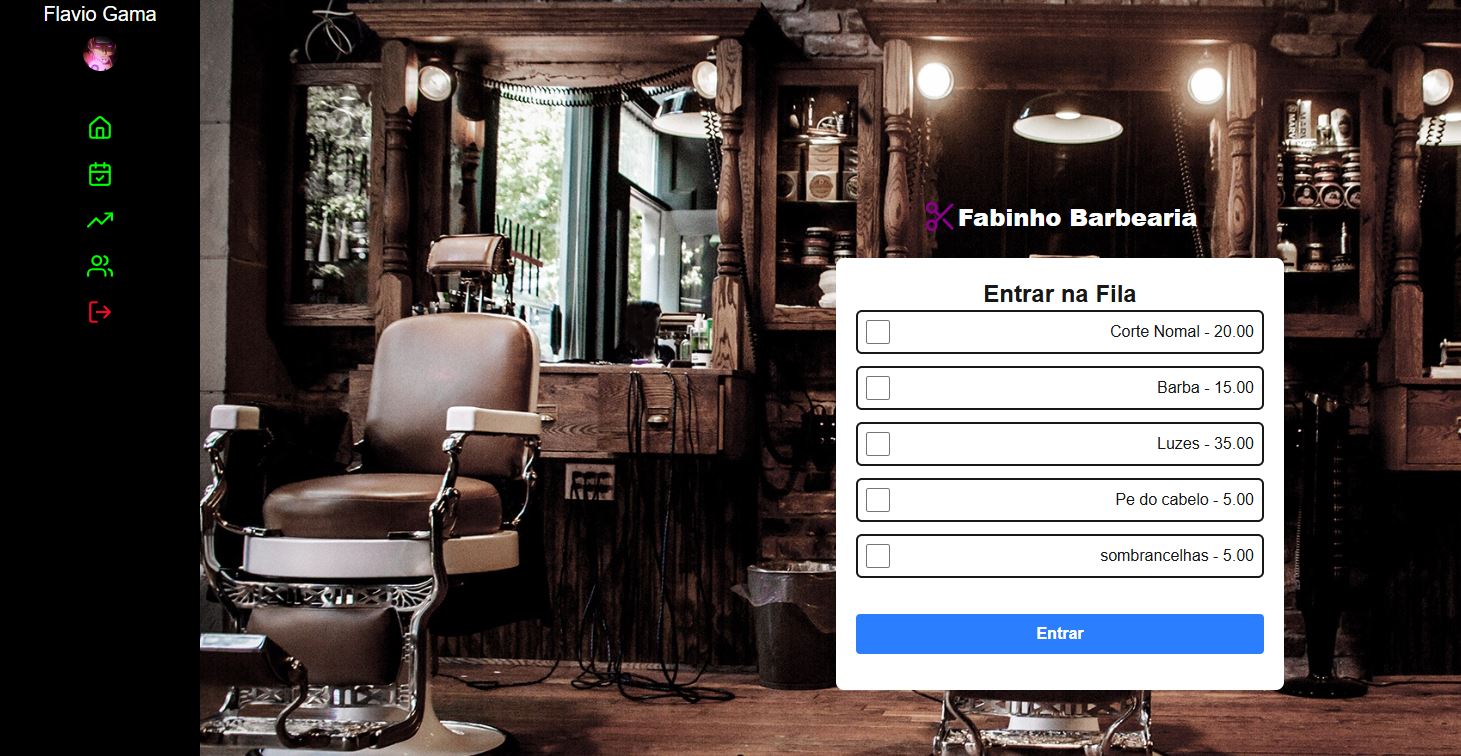 Flavio Gama
Fabinho Barbearia
Entrar na Fila
Corte Nomal - 20.00
Barba - 15.00
Luzes - 35.00
Pe do cabelo - 5.00
sombrancelhas - 5.00
Entrar